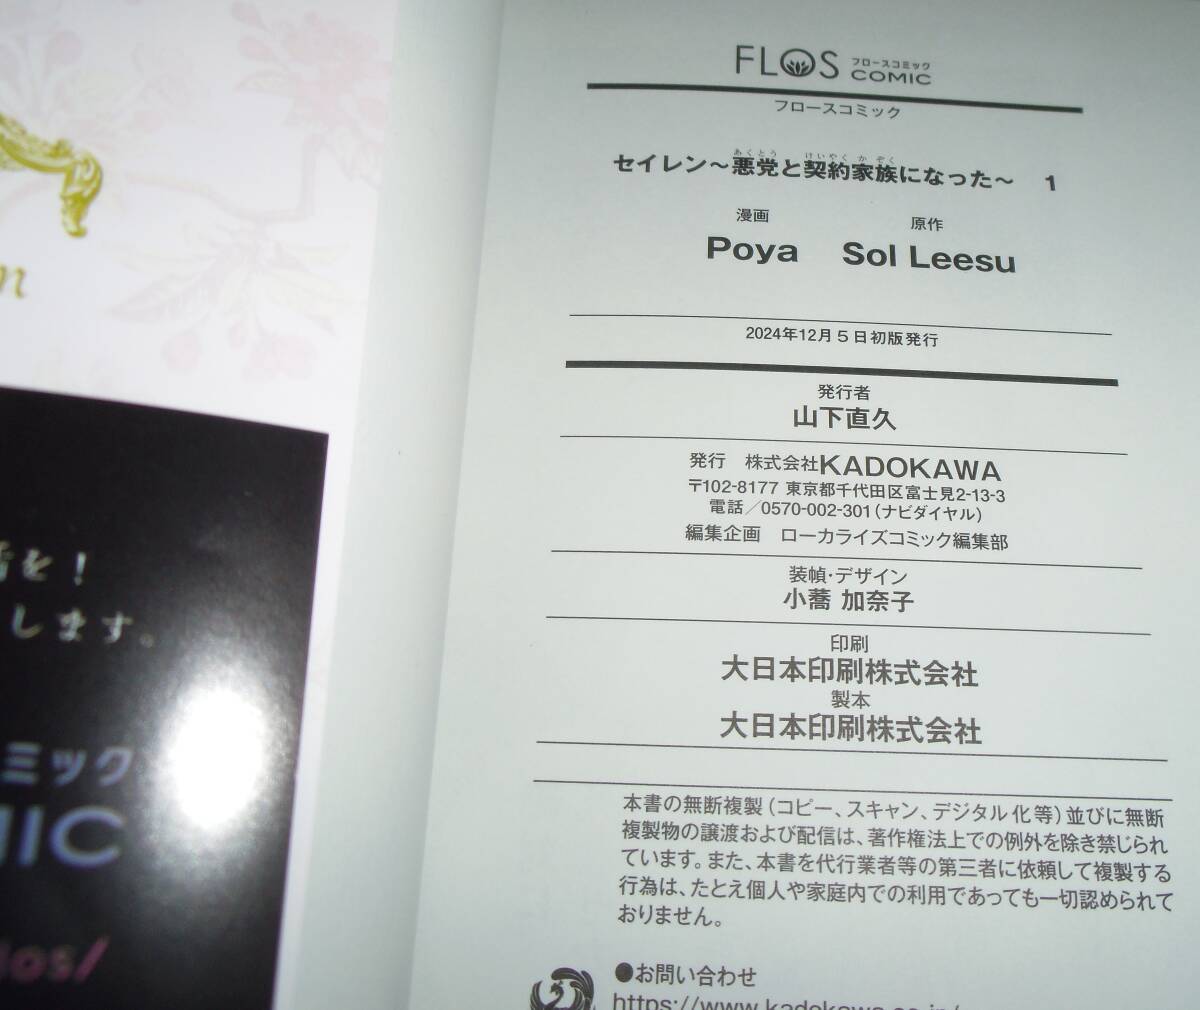 n
を！
します。
ミック
MIC
los/
FLOS フロースコミック COMIC
フロースコミック
あくとう けいやく か ぞく
セイレン～悪党と契約家族になった～ 1
漫画 原作
Poya Sol Leesu
2024年12月5日初版発行
発行者
山下直久
発行 株式会社KADOKAWA
〒102-8177 東京都千代田区富士見2-13-3
電話／0570-002-301（ナビダイヤル）
編集企画 ローカライズコミック編集部
装幀・デザイン
小蕎 加奈子
印刷
大日本印刷株式会社
製本
大日本印刷株式会社
本書の無断複製（コピー、スキャン、デジタル化等）並びに無断
複製物の譲渡および配信は、著作権法上での例外を除き禁じられ
ています。また、本書を代行業者等の第三者に依頼して複製する
行為は、たとえ個人や家庭内での利用であっても一切認められて
おりません。
●お問い合わせ
https://www.kadokawa.co.jp/